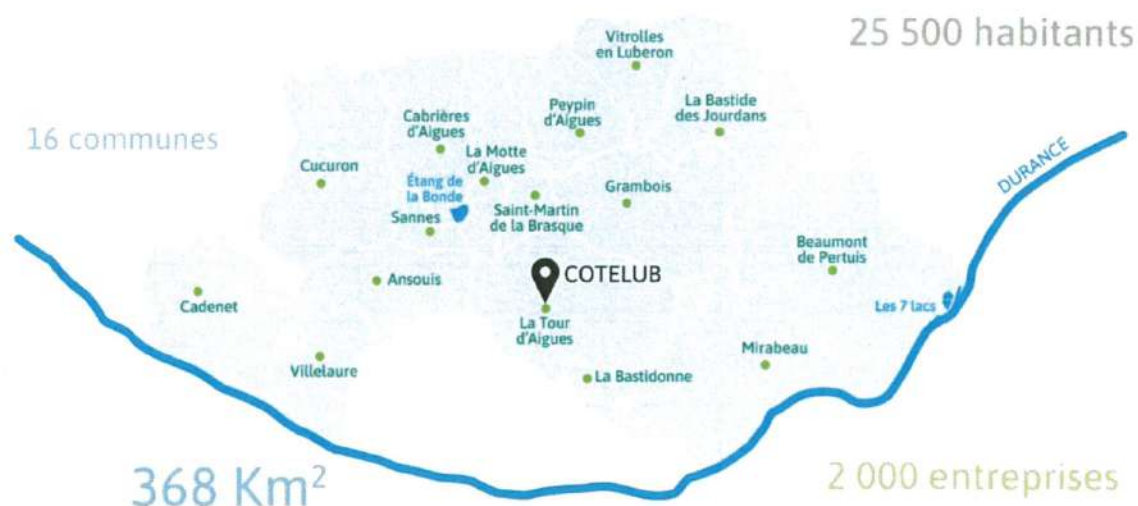 25 500 habitants
Vitrolles
en Luberon
Peypin
d'Aigues
La Bastide
des Jourdans
16 communes
Cabrières
d'Aigues
La Motte
d'Aigues
Cucuron
Étang de
la Bonde
Grambois
Saint-Martin
de la Brasque
Sannes
DURANCE
Beaumont
de Pertuis
COTELUB
Ansouis
Cadenet
La Tour
d'Aigues
Les 7 lacs
Mirabeau
Villelaure
La Bastidonne
368 Km²
2 000 entreprises